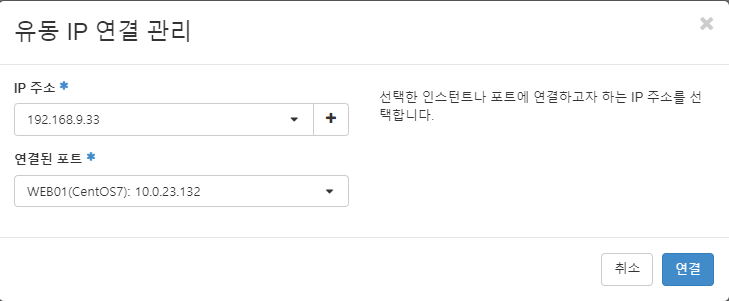 유동 IP 연결 관리
×
IP 주소 *
192.168.9.33
+
연결된 포트 *
WEB01(CentOS7): 10.0.23.132
선택한 인스턴트나 포트에 연결하고자 하는 IP 주소를 선
택합니다.
취소
연결